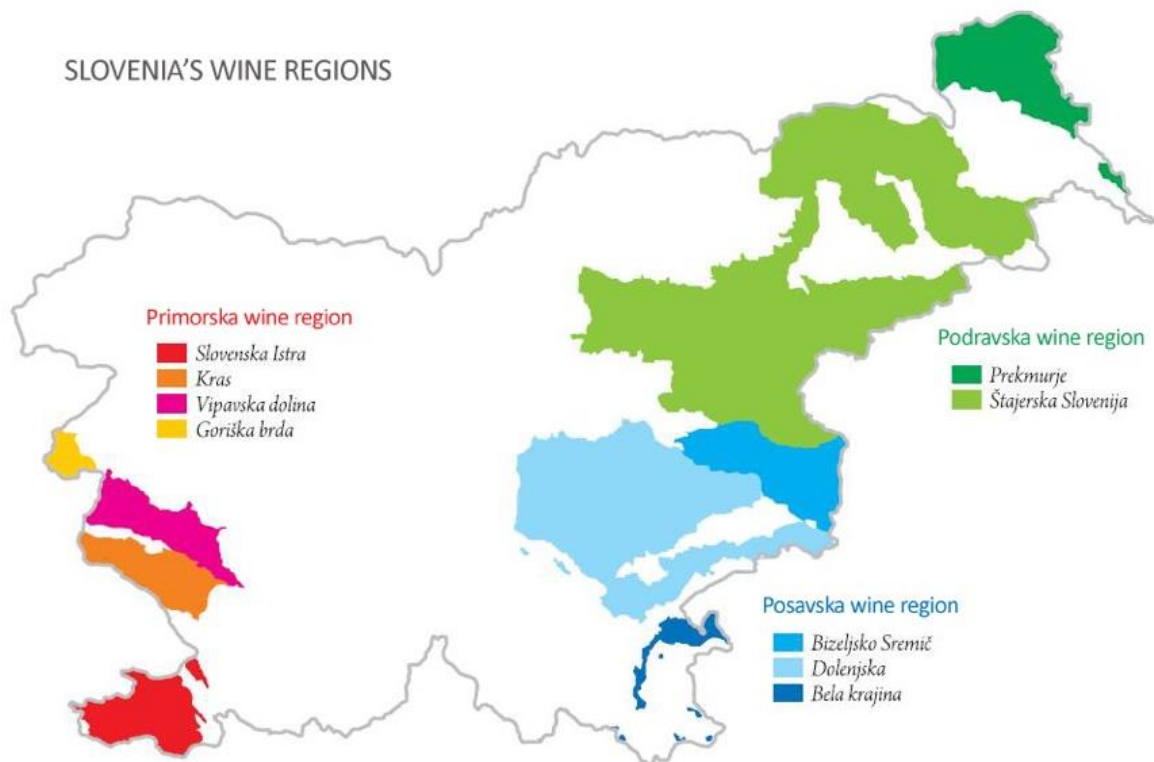 SLOVENIA'S WINE REGIONS
Primorska wine region
Slovenska Istra
Kras
Vipavska dolina
Goriška brda
Podravska wine region
Prekmurje
Štajerska Slovenija
Posavska wine region
Bizeljsko Sremič
Dolenjska
Bela krajina